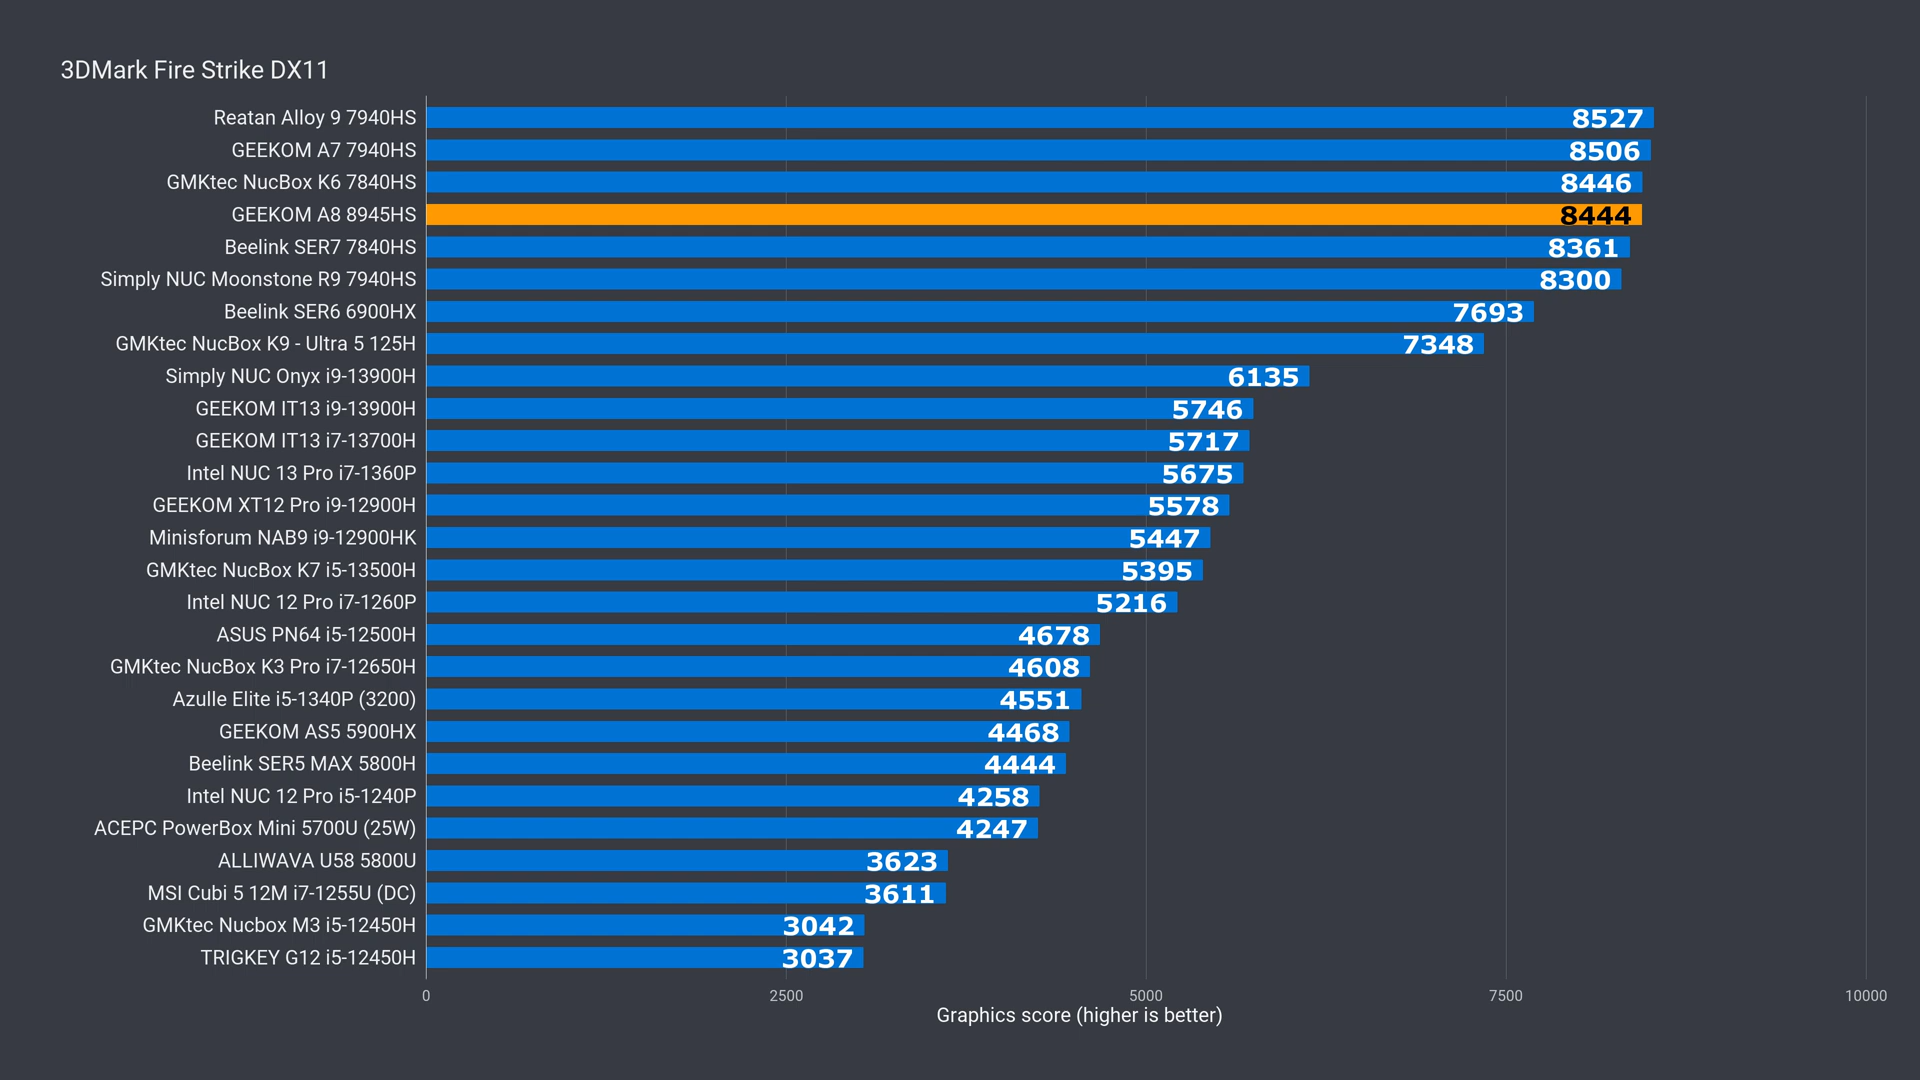 3DMark Fire Strike DX11
Reatan Alloy 9 7940HS 8527
GEEKOM A7 7940HS 8506
GMKtec NucBox K6 7840HS 8446
GEEKOM A8 8945HS 8444
Beelink SER7 7840HS 8361
Simply NUC Moonstone R9 7940HS 8300
Beelink SER6 6900HX 7693
GMKtec NucBox K9 - Ultra 5 125H 7348
Simply NUC Onyx i9-13900H 6135
GEEKOM IT13 i9-13900H 5746
GEEKOM IT13 i7-13700H 5717
Intel NUC 13 Pro i7-1360P 5675
GEEKOM XT12 Pro i9-12900H 5578
Minisforum NAB9 i9-12900HK 5447
GMKtec NucBox K7 i5-13500H 5395
Intel NUC 12 Pro i7-1260P 5216
ASUS PN64 i5-12500H 4678
GMKtec NucBox K3 Pro i7-12650H 4608
Azulle Elite i5-1340P (3200) 4551
GEEKOM AS5 5900HX 4468
Beelink SER5 MAX 5800H 4444
Intel NUC 12 Pro i5-1240P 4258
ACEPC PowerBox Mini 5700U (25W) 4247
ALLIWAVA U58 5800U 3623
MSI Cubi 5 12M i7-1255U (DC) 3611
GMKtec Nucbox M3 i5-12450H 3042
TRIGKEY G12 i5-12450H 3037
0 2500 5000 7500 10000
Graphics score (higher is better)